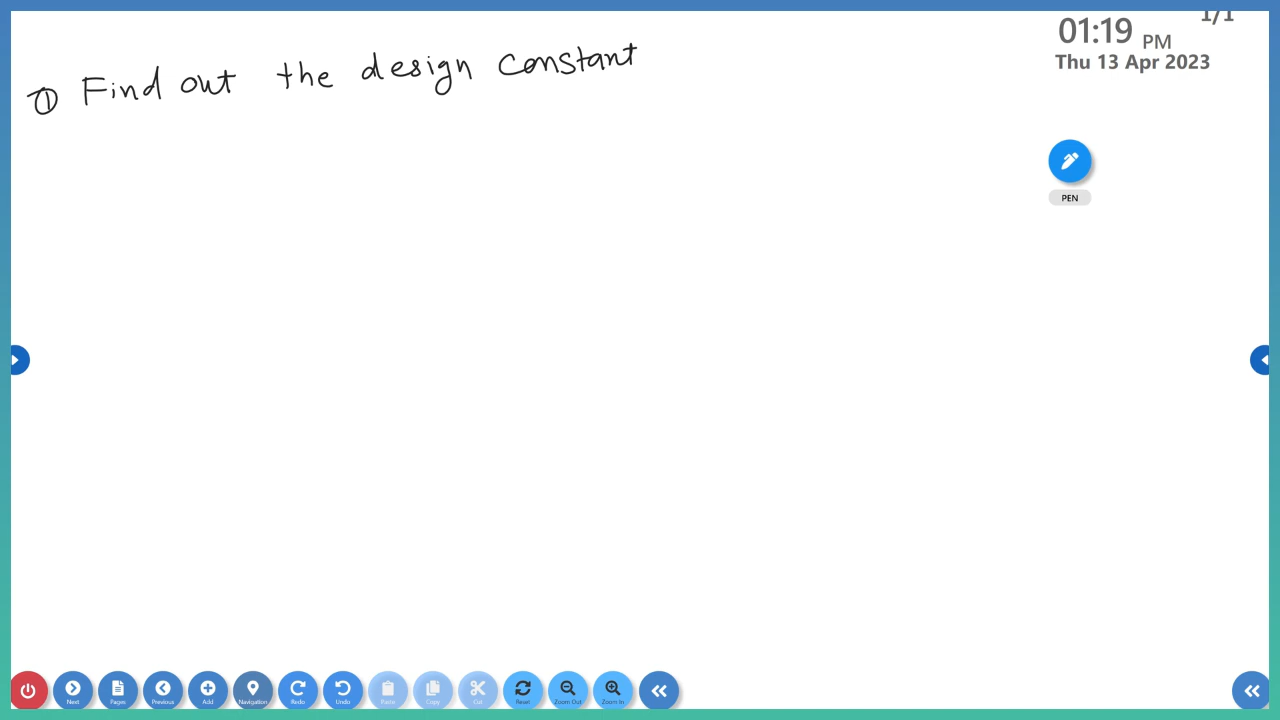 1/1
01:19 PM
Thu 13 Apr 2023
① Find out the design constant
PEN
Next Pages Previous Add Navigation Redo Undo Paste Copy Cut Reset Zoom Out Zoom In